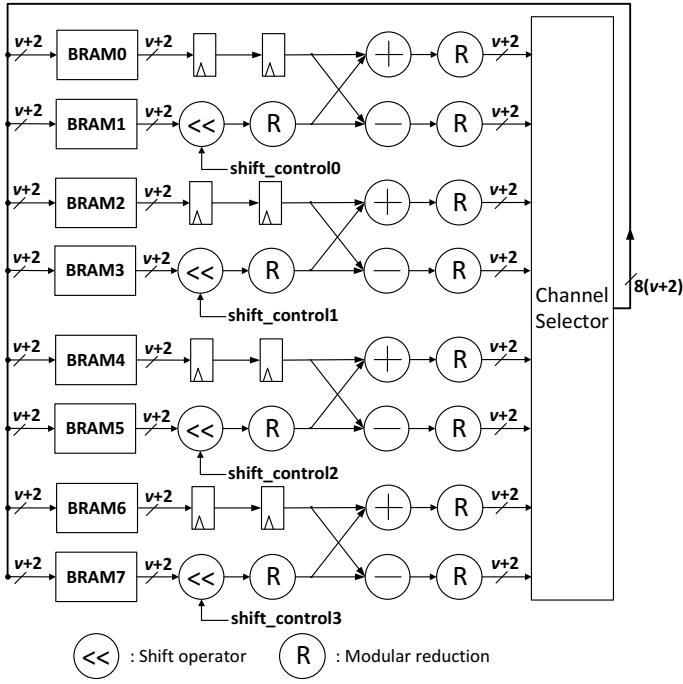 v+2 BRAM0 v+2 R v+2
v+2 BRAM1 v+2 << R R v+2
shift_control0
v+2 BRAM2 v+2 R v+2
v+2 BRAM3 v+2 << R R v+2
shift_control1
8(v+2)
Channel
Selector
v+2 BRAM4 v+2 R v+2
v+2 BRAM5 v+2 << R R v+2
shift_control2
v+2 BRAM6 v+2 R v+2
v+2 BRAM7 v+2 << R R v+2
shift_control3
<< : Shift operator R : Modular reduction